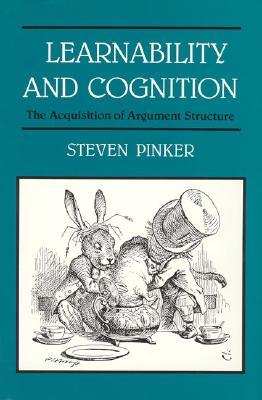 LEARNABILITY
AND COGNITION
The Acquisition of Argument Structure
STEVEN PINKER